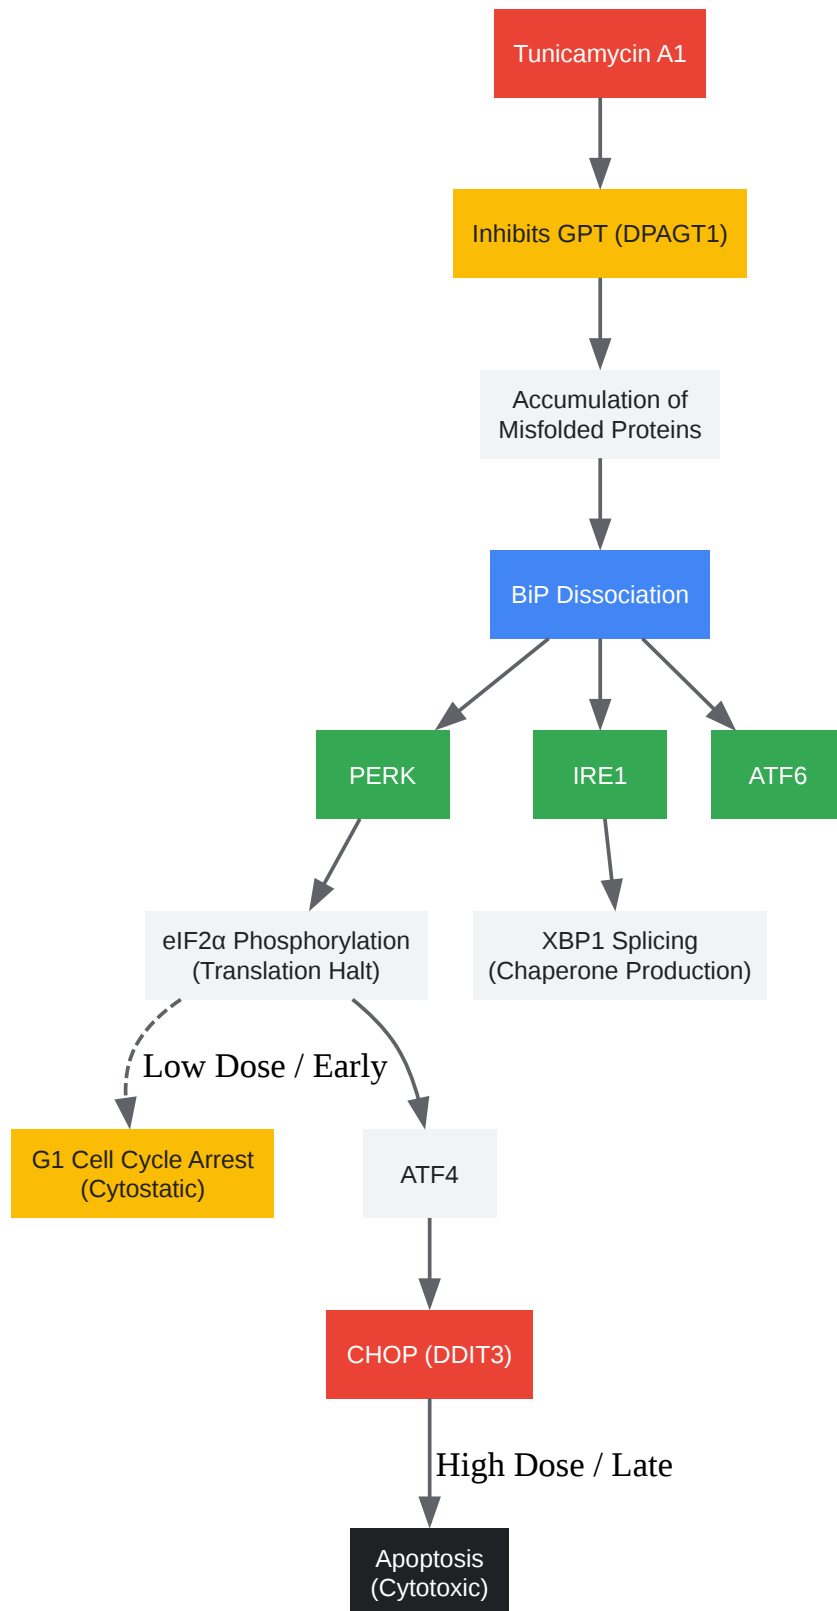 Tunicamycin A1
Inhibits GPT (DPAGT1)
Accumulation of
Misfolded Proteins
BiP Dissociation
PERK
IRE1
ATF6
eIF2α Phosphorylation
(Translation Halt)
XBP1 Splicing
(Chaperone Production)
Low Dose / Early
G1 Cell Cycle Arrest
(Cytostatic)
ATF4
CHOP (DDIT3)
High Dose / Late
Apoptosis
(Cytotoxic)